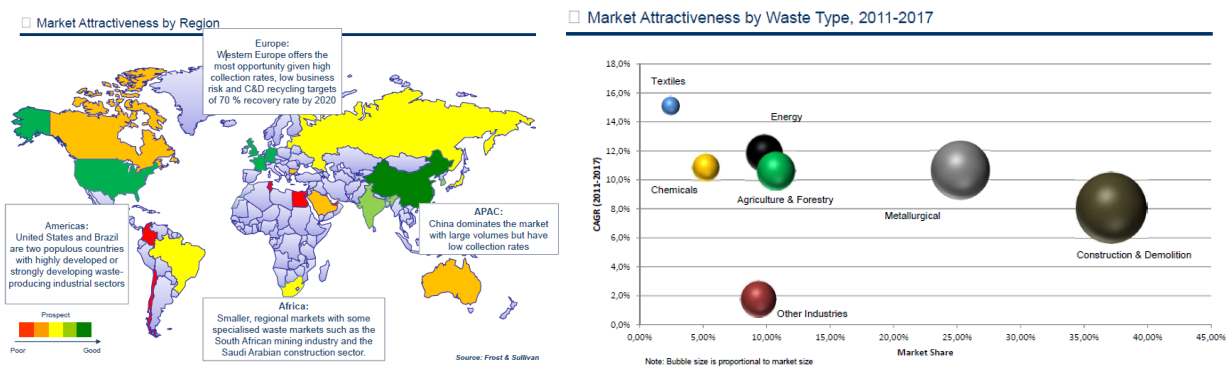 Market Attractiveness by Region
Europe:
Western Europe offers the
most opportunity given high
collection rates, low business
risk and C&D recycling targets
of 70 % recovery rate by 2020
Americas:
United States and Brazil
are two populous countries
with highly developed or
strongly developing waste-
producing industrial sectors
APAC:
China dominates the market
with large volumes but have
low collection rates
Africa:
Smaller, regional markets with some
specialised waste markets such as the
South African mining industry and the
Saudi Arabian construction sector.
Prospect
Poor
Good
Source: Frost & Sullivan
Market Attractiveness by Waste Type, 2011-2017
CAGR (2011-2017)
18,0%
16,0%
14,0%
12,0%
10,0%
8,0%
6,0%
4,0%
2,0%
0,0%
Textiles
Energy
Chemicals
Agriculture & Forestry
Metallurgical
Construction & Demolition
Other Industries
0,00%
5,00%
10,00%
15,00%
20,00%
25,00%
30,00%
35,00%
40,00%
45,00%
Market Share
Note: Bubble size is proportional to market size